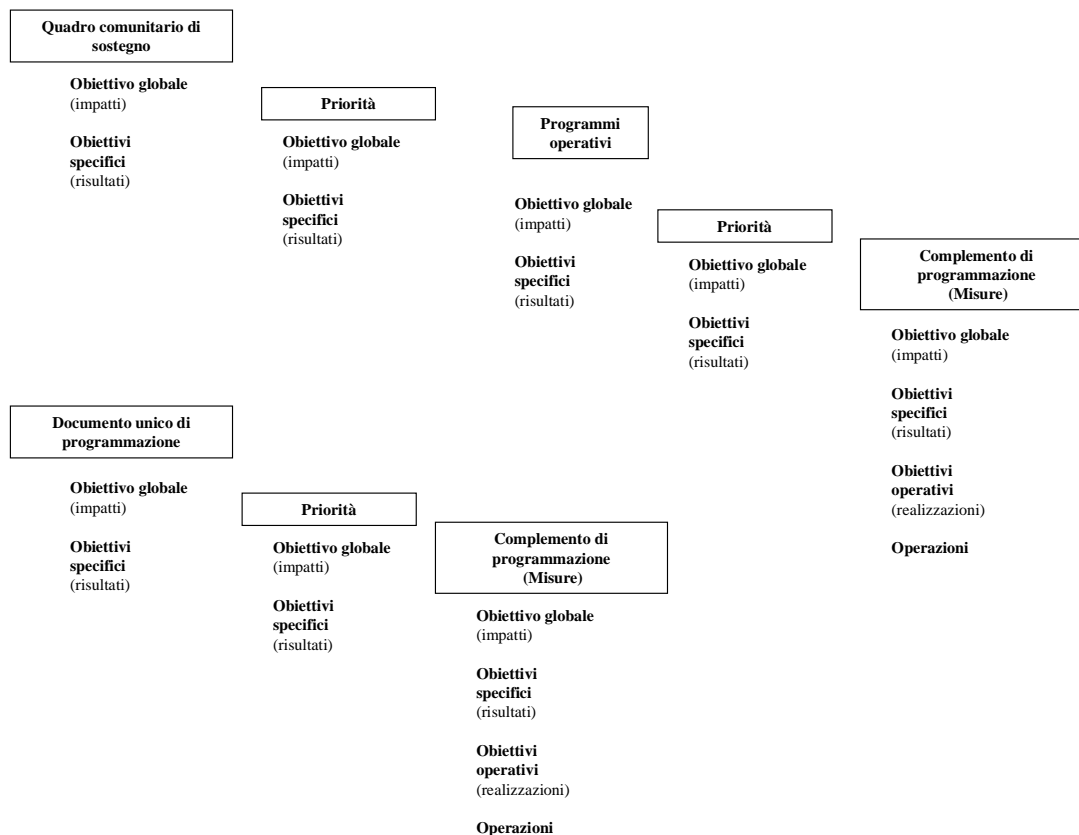 Quadro comunitario di
sostegno
Obiettivo globale
(impatti)
Obiettivi
specifici
(risultati)
Priorità
Obiettivo globale
(impatti)
Obiettivi
specifici
(risultati)
Programmi
operativi
Obiettivo globale
(impatti)
Obiettivi
specifici
(risultati)
Priorità
Obiettivo globale
(impatti)
Obiettivi
specifici
(risultati)
Complemento di
programmazione
(Misure)
Obiettivo globale
(impatti)
Obiettivi
specifici
(risultati)
Obiettivi
operativi
(realizzazioni)
Operazioni
Documento unico di
programmazione
Obiettivo globale
(impatti)
Obiettivi
specifici
(risultati)
Priorità
Obiettivo globale
(impatti)
Obiettivi
specifici
(risultati)
Complemento di
programmazione
(Misure)
Obiettivo globale
(impatti)
Obiettivi
specifici
(risultati)
Obiettivi
operativi
(realizzazioni)
Operazioni